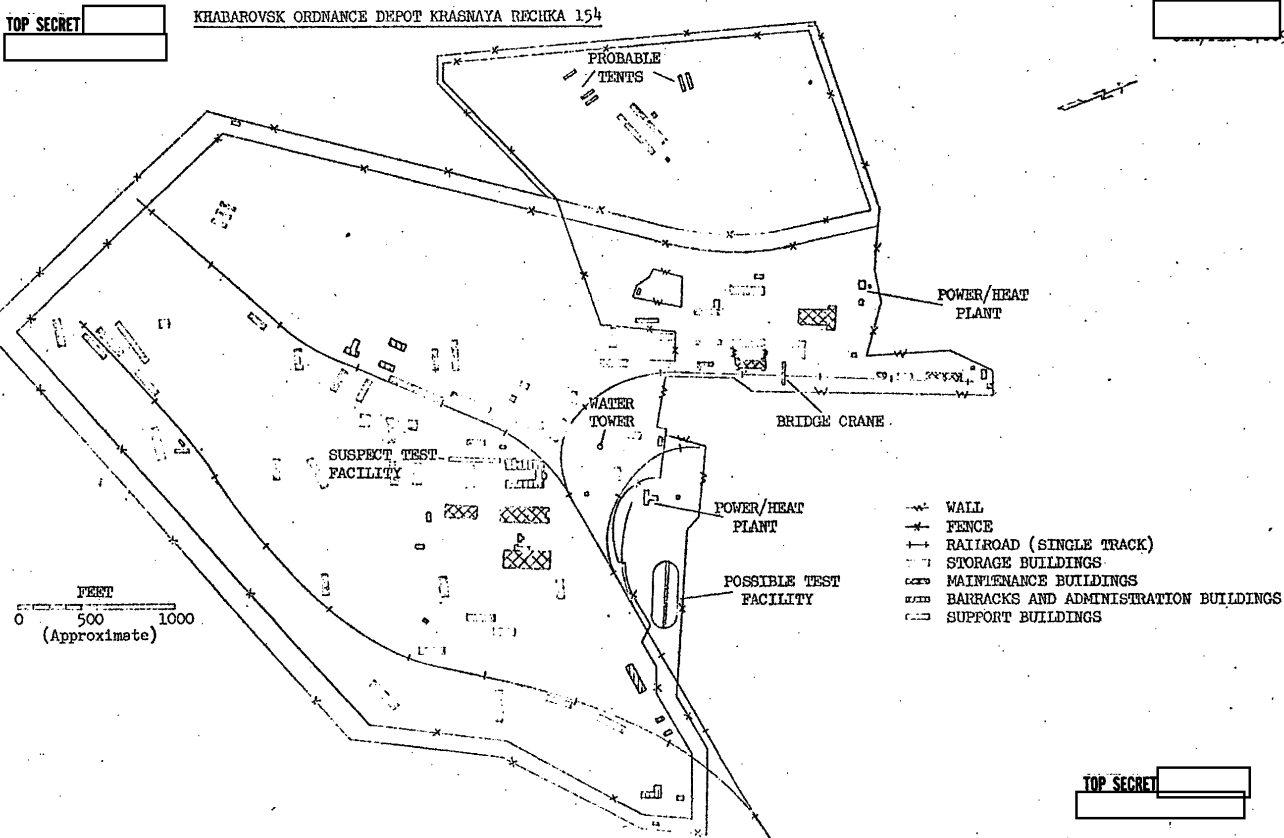 TOP SECRET
KHABAROVSK ORDNANCE DEPOT KRASNAYA RECHKA 154
PROBABLE
TENTS
POWER/HEAT
PLANT
WATER
TOWER
BRIDGE CRANE
SUSPECT TEST
FACILITY
POWER/HEAT
PLANT
POSSIBLE TEST
FACILITY
WALL
FENCE
RAILROAD (SINGLE TRACK)
STORAGE BUILDINGS
MAINTENANCE BUILDINGS
BARRACKS AND ADMINISTRATION BUILDINGS
SUPPORT BUILDINGS
FEET
0 500 1000
(Approximate)
TOP SECRET